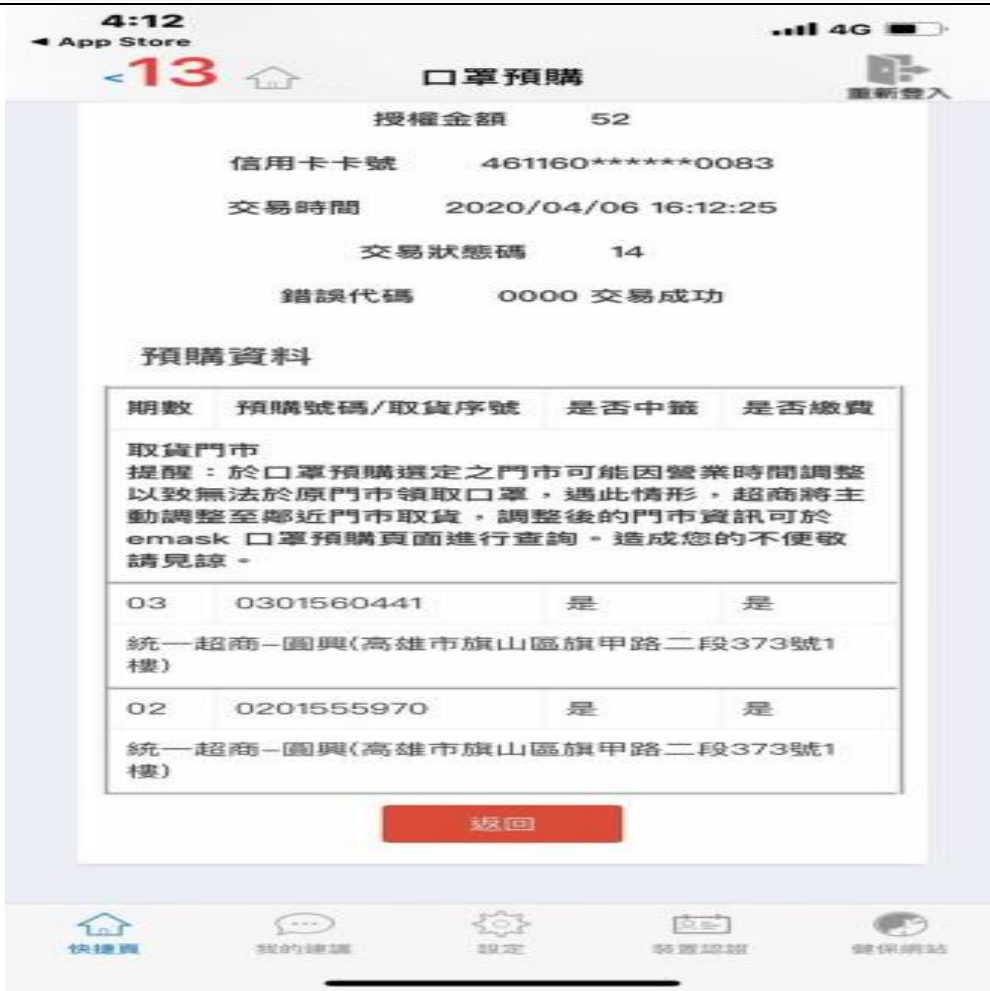 4:12
4G
◀ App Store
<13
口罩預購
重新登入
授權金額 52
信用卡卡號 461160******0083
交易時間 2020/04/06 16:12:25
交易狀態碼 14
錯誤代碼 0000 交易成功
預購資料
期數 預購號碼/取貨序號 是否中籤 是否繳費
取貨門市
提醒：於口罩預購選定之門市可能因營業時間調整
以致無法於原門市領取口罩，遇此情形，超商將主
動調整至鄰近門市取貨，調整後的門市資訊可於
emask 口罩預購頁面進行查詢。造成您的不便敬
請見諒。
03 0301560441 是 是
統一超商–圓興(高雄市旗山區旗甲路二段373號1
樓)
02 0201555970 是 是
統一超商–圓興(高雄市旗山區旗甲路二段373號1
樓)
返回
快捷頁 我的健護 設定 裝置認證 健保網站